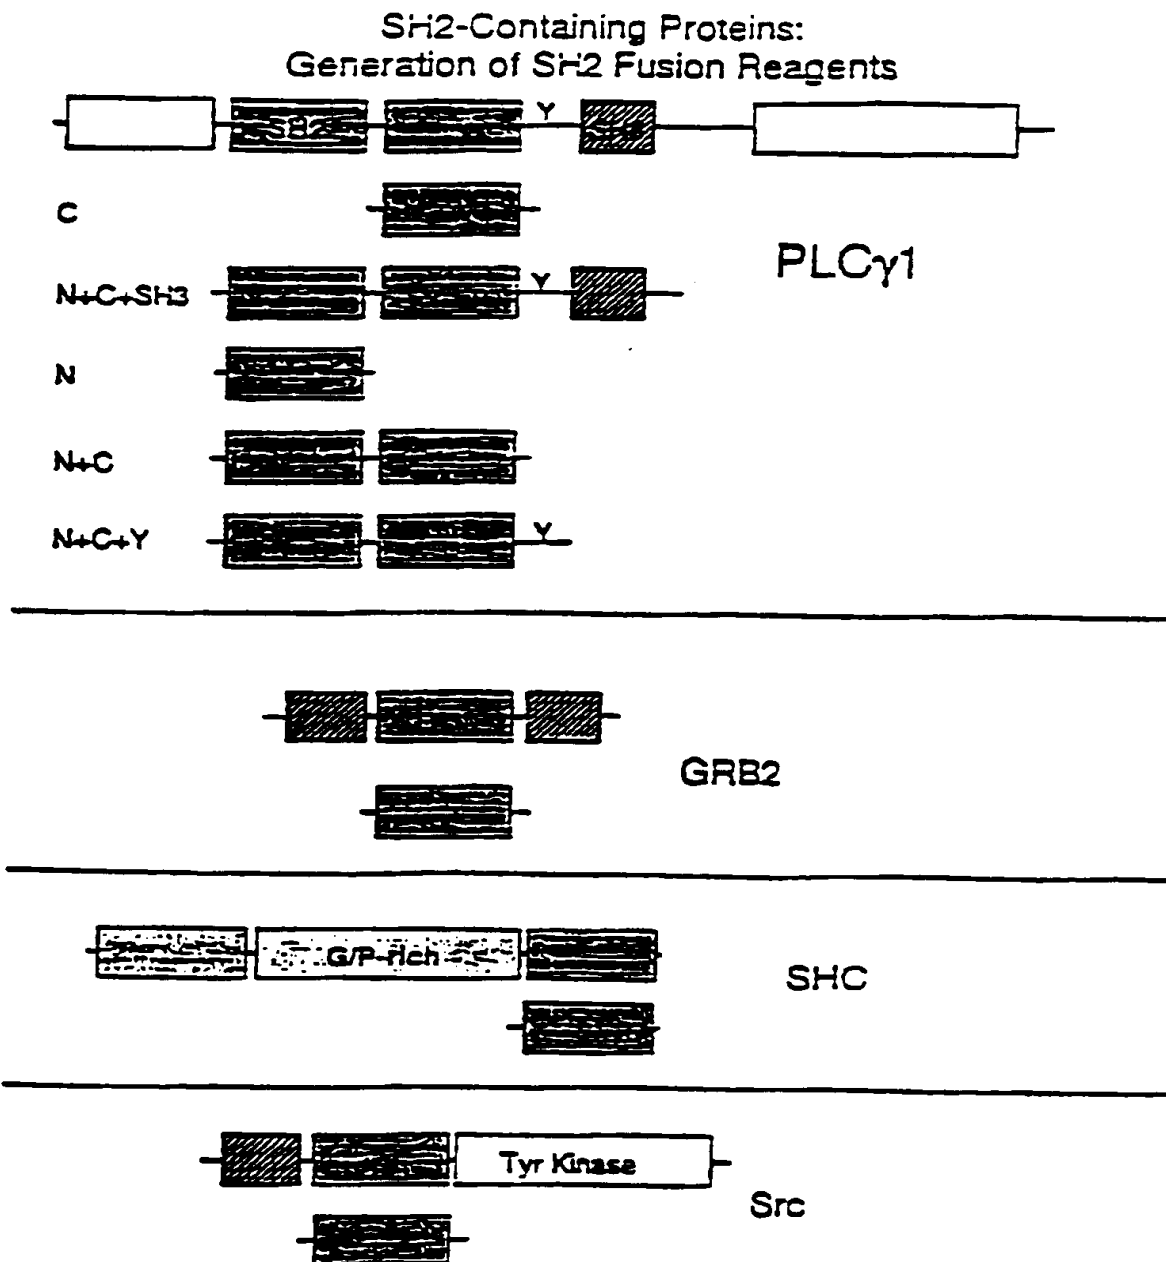 SH2-Containing Proteins:
Generation of SH2 Fusion Reagents
Y
C
PLCγ1
N+C+SH3
Y
N
N+C
N+C+Y
Y
GRB2
G/P-rich
SHC
Tyr Kinase
Src